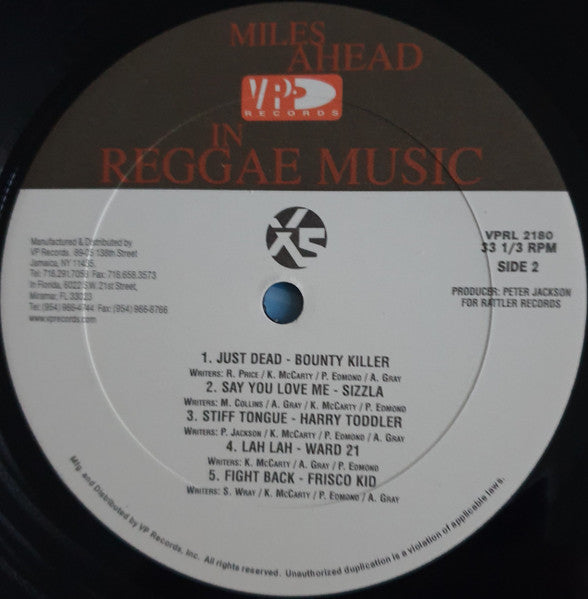 MILES
AHEAD
VP
RECORDS
IN
REGGAE MUSIC
X5
Manufactured & Distributed by
VP Records, 89-05 138th Street
Jamaica, NY 11435,
Tel: 718.291.7058 Fax: 718.658.3573
In Florida, 6022 S.W. 21st Street,
Miramar, FL 33023
Tel: (954) 966-4744 Fax: (954) 966-8766
www.vprecords.com
VPRL 2180
33 1/3 RPM
SIDE 2
PRODUCER: PETER JACKSON
FOR RATTLER RECORDS
1. JUST DEAD - BOUNTY KILLER
WRITERS: R. PRICE / K. MCCARTY / P. EDMOND / A. GRAY
2. SAY YOU LOVE ME - SIZZLA
WRITERS: M. COLLINS / A. GRAY / K. MCCARTY / P. EDMOND
3. STIFF TONGUE - HARRY TODDLER
WRITERS: P. JACKSON / K. MCCARTY / P. EDMOND / A. GRAY
4. LAH LAH - WARD 21
WRITERS: K. MCCARTY / A. GRAY / P. EDMOND
5. FIGHT BACK - FRISCO KID
WRITERS: S. WRAY / K. MCCARTY / P. EDMOND / A. GRAY
Mfg. and Distributed by VP Records, Inc. All rights reserved. Unauthorized duplication is a violation of applicable laws.